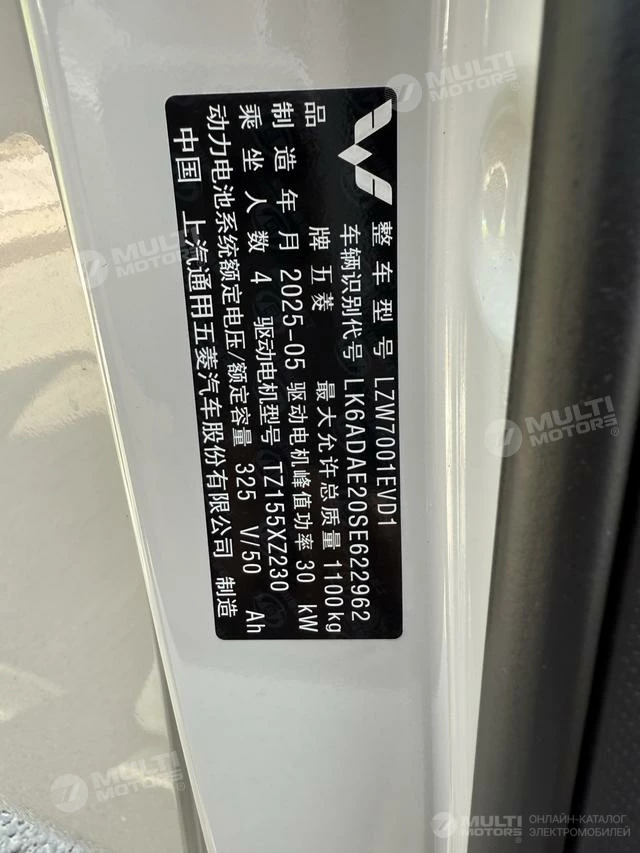 整车型号 LZW7001EVD1
车辆识别代号 LK6ADAE20SE622962
品 牌 五菱 最大允许总质量 1100kg
制造年月 2025-05 驱动电机峰值功率 30 kW
乘坐人数 4 驱动电机型号 TZ155XZ230
动力电池系统额定电压/额定容量 325 V/50 Ah
中国 上汽通用五菱汽车股份有限公司 制造
MULTI
MOTORS
MULTI
MOTORS
MULTI
MOTORS
MULTI
MOTORS
MULTI
MOTORS
ОНЛАЙН-КАТАЛОГ
ЭЛЕКТРОМОБИЛЕЙ